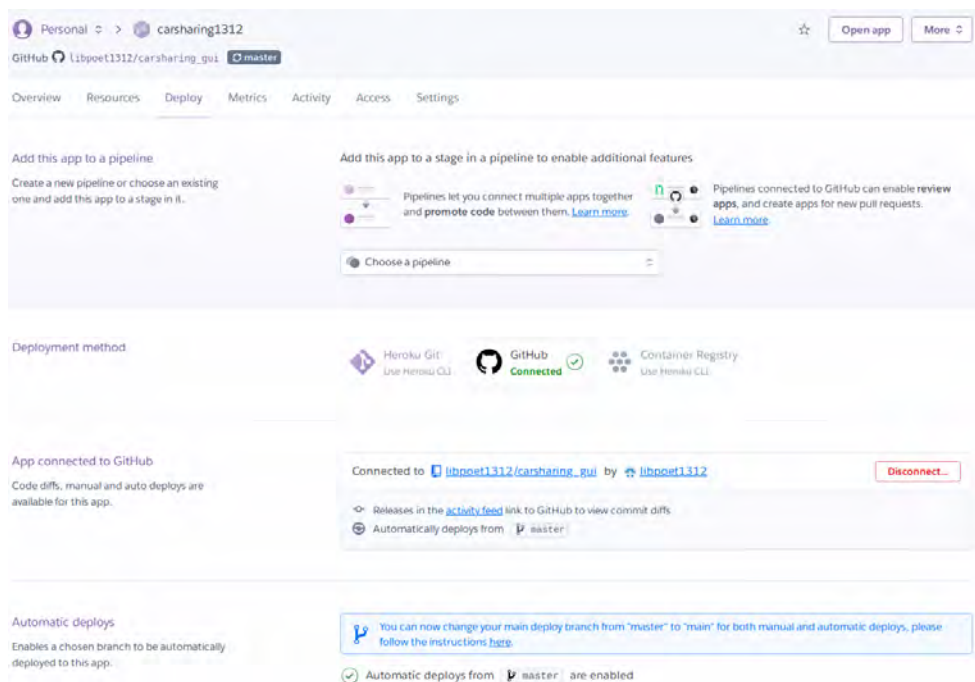 Personal > carsharing1312
Open app
More
GitHub libpoet1312/carsharing_gui master
Overview Resources Deploy Metrics Activity Access Settings
Add this app to a pipeline
Create a new pipeline or choose an existing
one and add this app to a stage in it.
Add this app to a stage in a pipeline to enable additional features
Pipelines let you connect multiple apps together
and promote code between them. Learn more.
Pipelines connected to GitHub can enable review
apps, and create apps for new pull requests.
Learn more.
Choose a pipeline
Deployment method
Heroku Git
Use Heroku CLI
GitHub
Connected
Container Registry
Use Heroku CLI
App connected to GitHub
Code diffs, manual and auto deploys are
available for this app.
Connected to libpoet1312/carsharing_gui by libpoet1312
Disconnect...
Releases in the activity feed link to GitHub to view commit diffs
Automatically deploys from master
Automatic deploys
Enables a chosen branch to be automatically
deployed to this app.
You can now change your main deploy branch from "master" to "main" for both manual and automatic deploys, please
follow the instructions here.
Automatic deploys from master are enabled